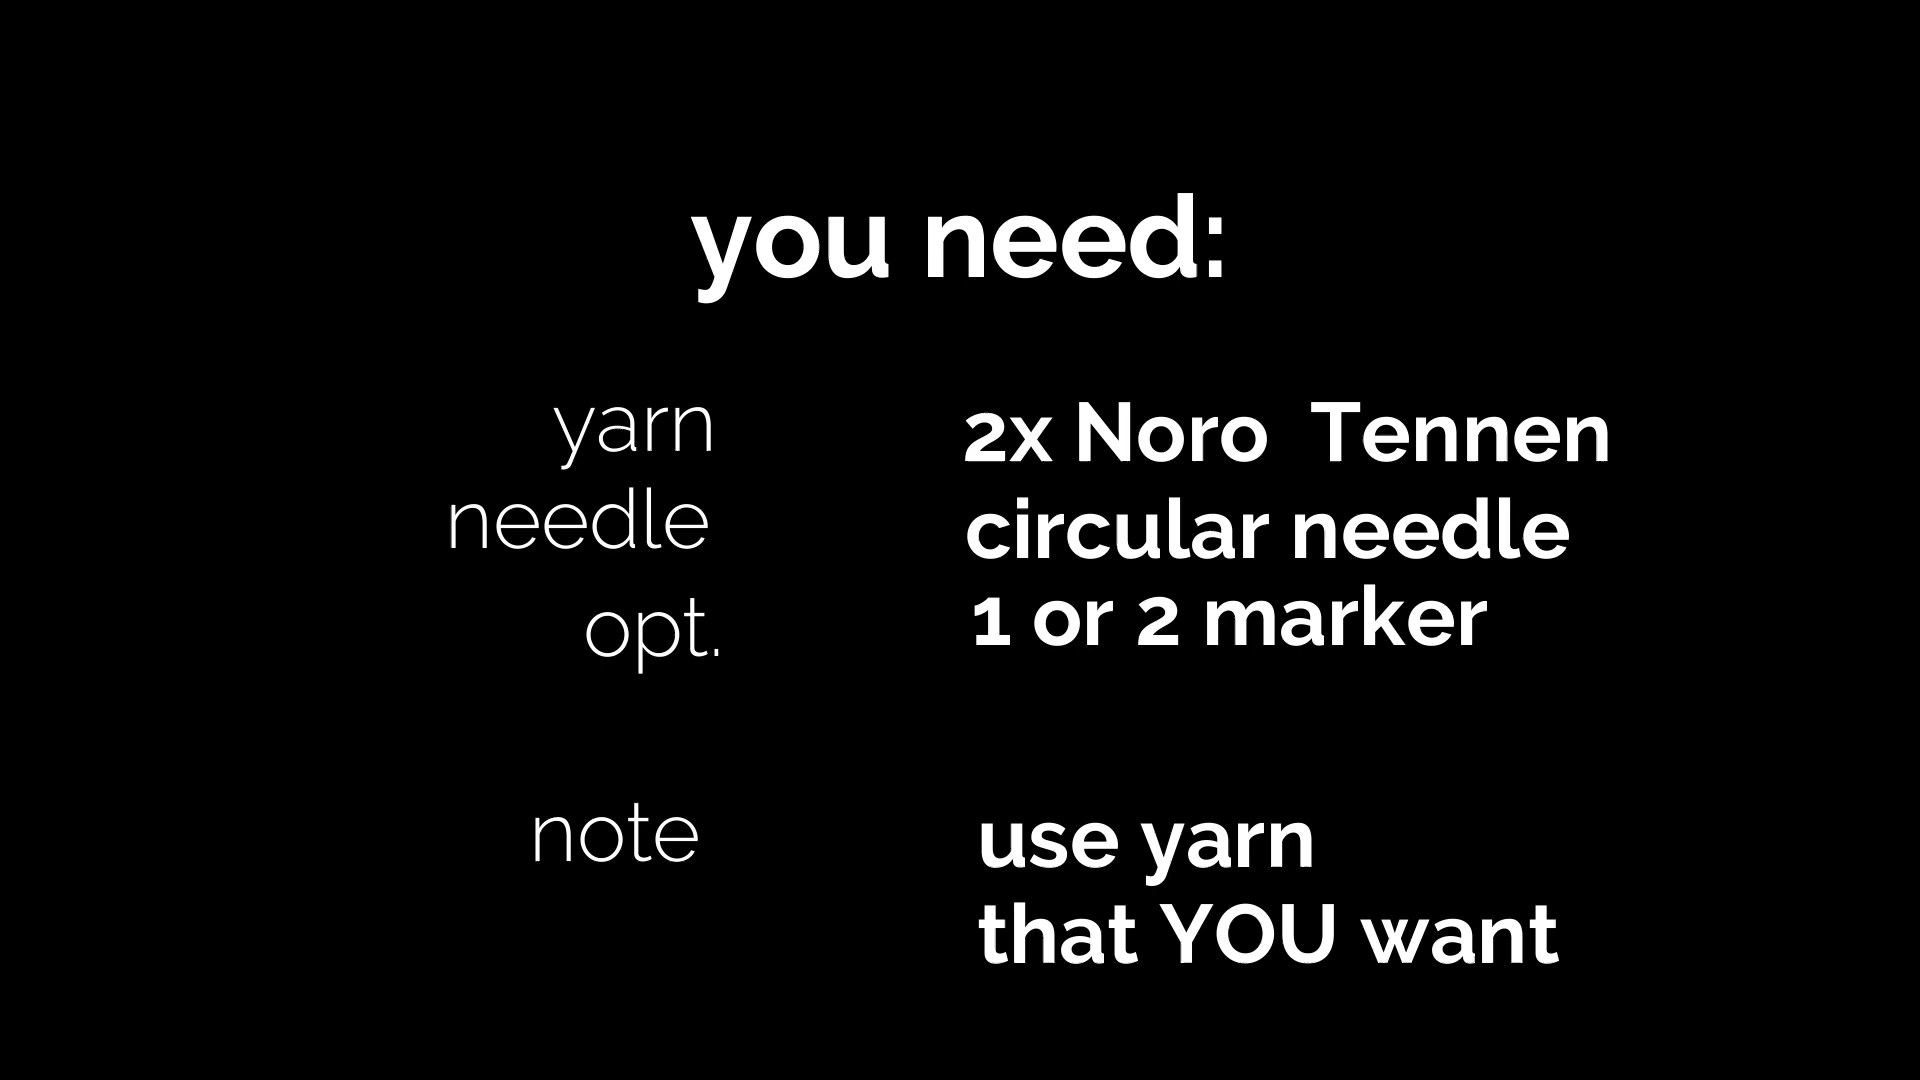 you need:
yarn 2x Noro Tennen
needle circular needle
opt. 1 or 2 marker
note use yarn
that YOU want